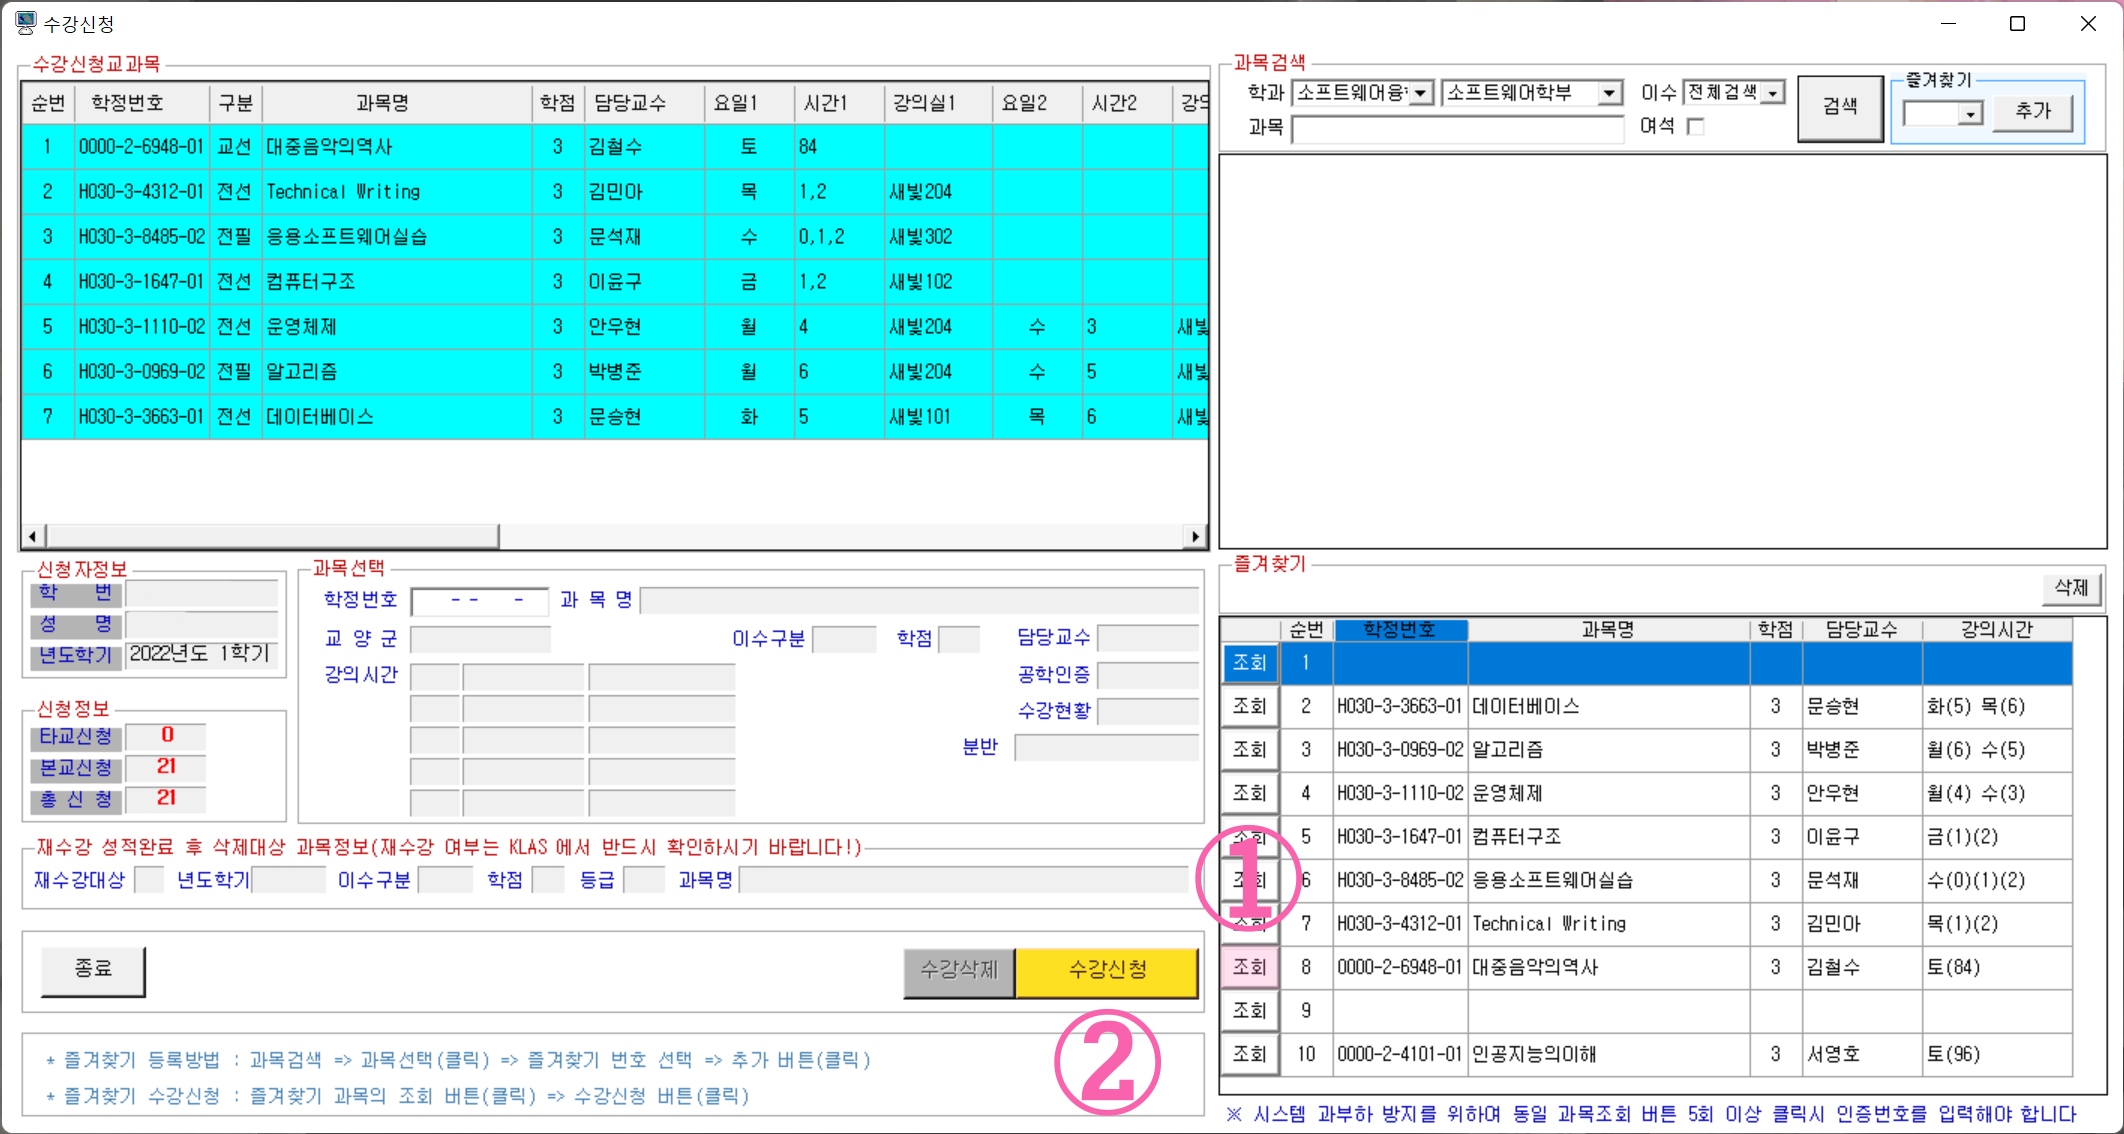 수강신청
수강신청교과목
순번 학정번호 구분 과목명 학점 담당교수 요일1 시간1 강의실1 요일2 시간2
1 0000-2-6948-01 교선 대중음악의역사 3 김철수 토 84
2 H030-3-4312-01 전선 Technical Writing 3 김민아 목 1,2 새빛204
3 H030-3-8485-02 전필 응용소프트웨어실습 3 문석재 수 0,1,2 새빛302
4 H030-3-1647-01 전선 컴퓨터구조 3 이윤구 금 1,2 새빛102
5 H030-3-1110-02 전선 운영체제 3 안우현 월 4 새빛204 수 3 새빛
6 H030-3-0969-02 전필 알고리즘 3 박병준 월 6 새빛204 수 5 새빛
7 H030-3-3663-01 전선 데이터베이스 3 문승현 화 5 새빛101 목 6 새빛
과목검색
학과 소프트웨어융 소프트웨어학부 이수 전체검색 검색
과목 여석
즐겨찾기
추가
신청자정보
학 번
성 명
년도학기 2022년도 1학기
신청정보
타교신청 0
본교신청 21
총 신 청 21
과목선택
학정번호 -- - 과 목 명
교 양 군 이수구분 학점 담당교수
강의시간 공학인증
수강현황
분반
재수강 성적완료 후 삭제대상 과목정보(재수강 여부는 KLAS 에서 반드시 확인하시기 바랍니다!)
재수강대상 년도학기 이수구분 학점 등급 과목명
종료 수강삭제 수강신청
②
* 즐겨찾기 등록방법 : 과목검색 => 과목선택(클릭) => 즐겨찾기 번호 선택 => 추가 버튼(클릭)
* 즐겨찾기 수강신청 : 즐겨찾기 과목의 조회 버튼(클릭) => 수강신청 버튼(클릭)
즐겨찾기
삭제
순번 학정번호 과목명 학점 담당교수 강의시간
조회 1
조회 2 H030-3-3663-01 데이터베이스 3 문승현 화(5) 목(6)
조회 3 H030-3-0969-02 알고리즘 3 박병준 월(6) 수(5)
조회 4 H030-3-1110-02 운영체제 3 안우현 월(4) 수(3)
조회 5 H030-3-1647-01 컴퓨터구조 3 이윤구 금(1)(2)
①
조회 6 H030-3-8485-02 응용소프트웨어실습 3 문석재 수(0)(1)(2)
조회 7 H030-3-4312-01 Technical Writing 3 김민아 목(1)(2)
조회 8 0000-2-6948-01 대중음악의역사 3 김철수 토(84)
조회 9
조회 10 0000-2-4101-01 인공지능의이해 3 서영호 토(96)
※ 시스템 과부하 방지를 위하며 동일 과목조회 버튼 5회 이상 클릭시 인증번호를 입력해야 합니다